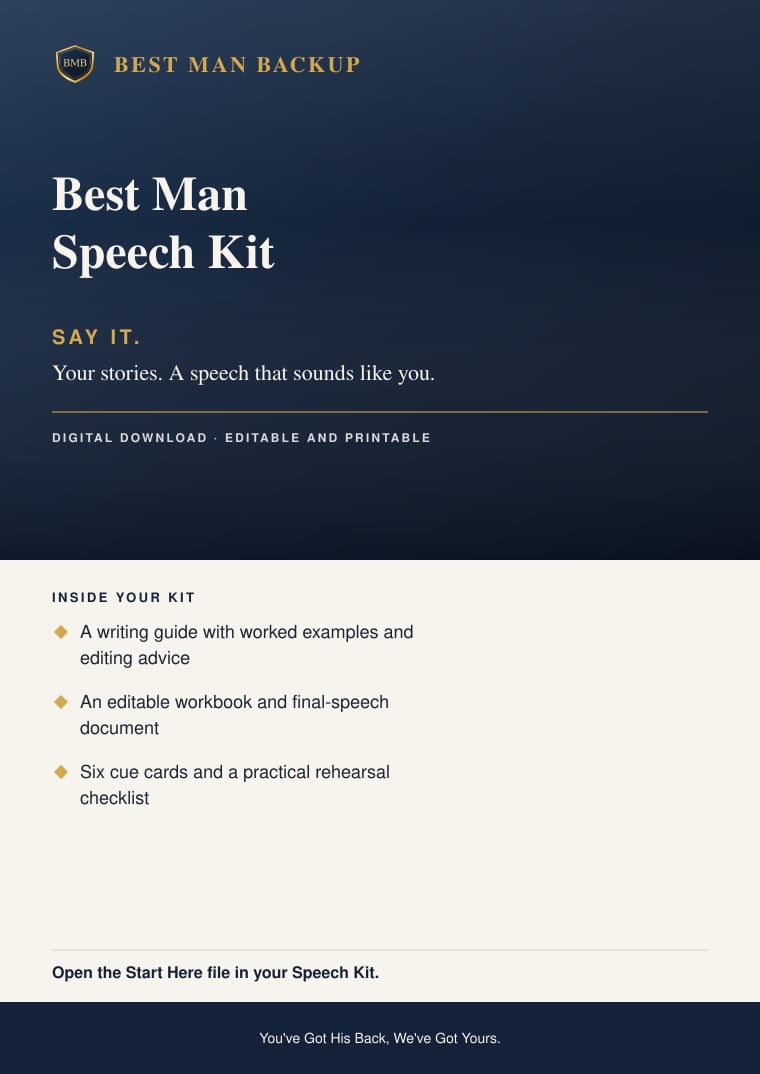 BMB
BEST MAN BACKUP
Best Man
Speech Kit
SAY IT.
Your stories. A speech that sounds like you.
DIGITAL DOWNLOAD · EDITABLE AND PRINTABLE
INSIDE YOUR KIT
A writing guide with worked examples and
editing advice
An editable workbook and final-speech
document
Six cue cards and a practical rehearsal
checklist
Open the Start Here file in your Speech Kit.
You've Got His Back, We've Got Yours.